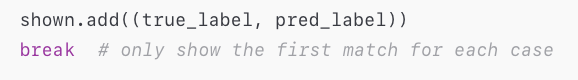 shown.add((true_label, pred_label))
break  # only show the first match for each case